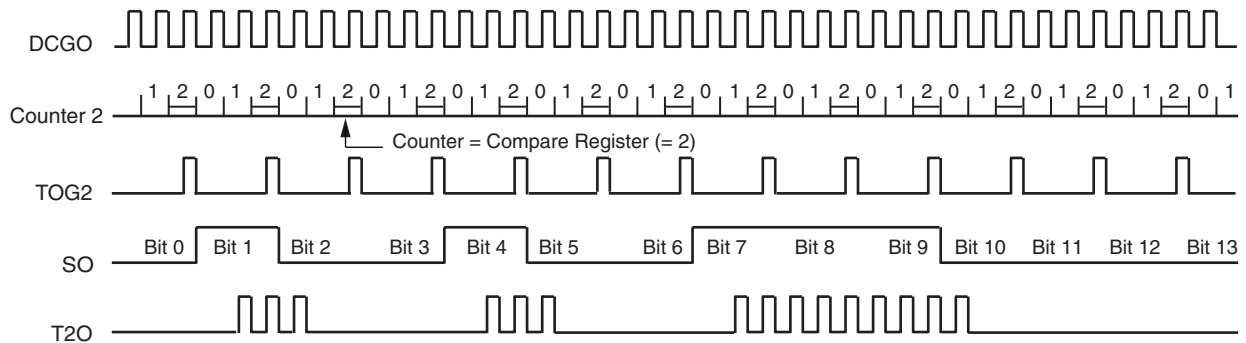 DCGO
1 2 0 1 2 0 1 2 0 1 2 0 1 2 0 1 2 0 1 2 0 1 2 0 1 2 0 1 2 0 1 2 0 1 2 0 1 2 0 1
Counter 2
Counter = Compare Register (= 2)
TOG2
Bit 0 Bit 1 Bit 2 Bit 3 Bit 4 Bit 5 Bit 6 Bit 7 Bit 8 Bit 9 Bit 10 Bit 11 Bit 12 Bit 13
SO
T2O